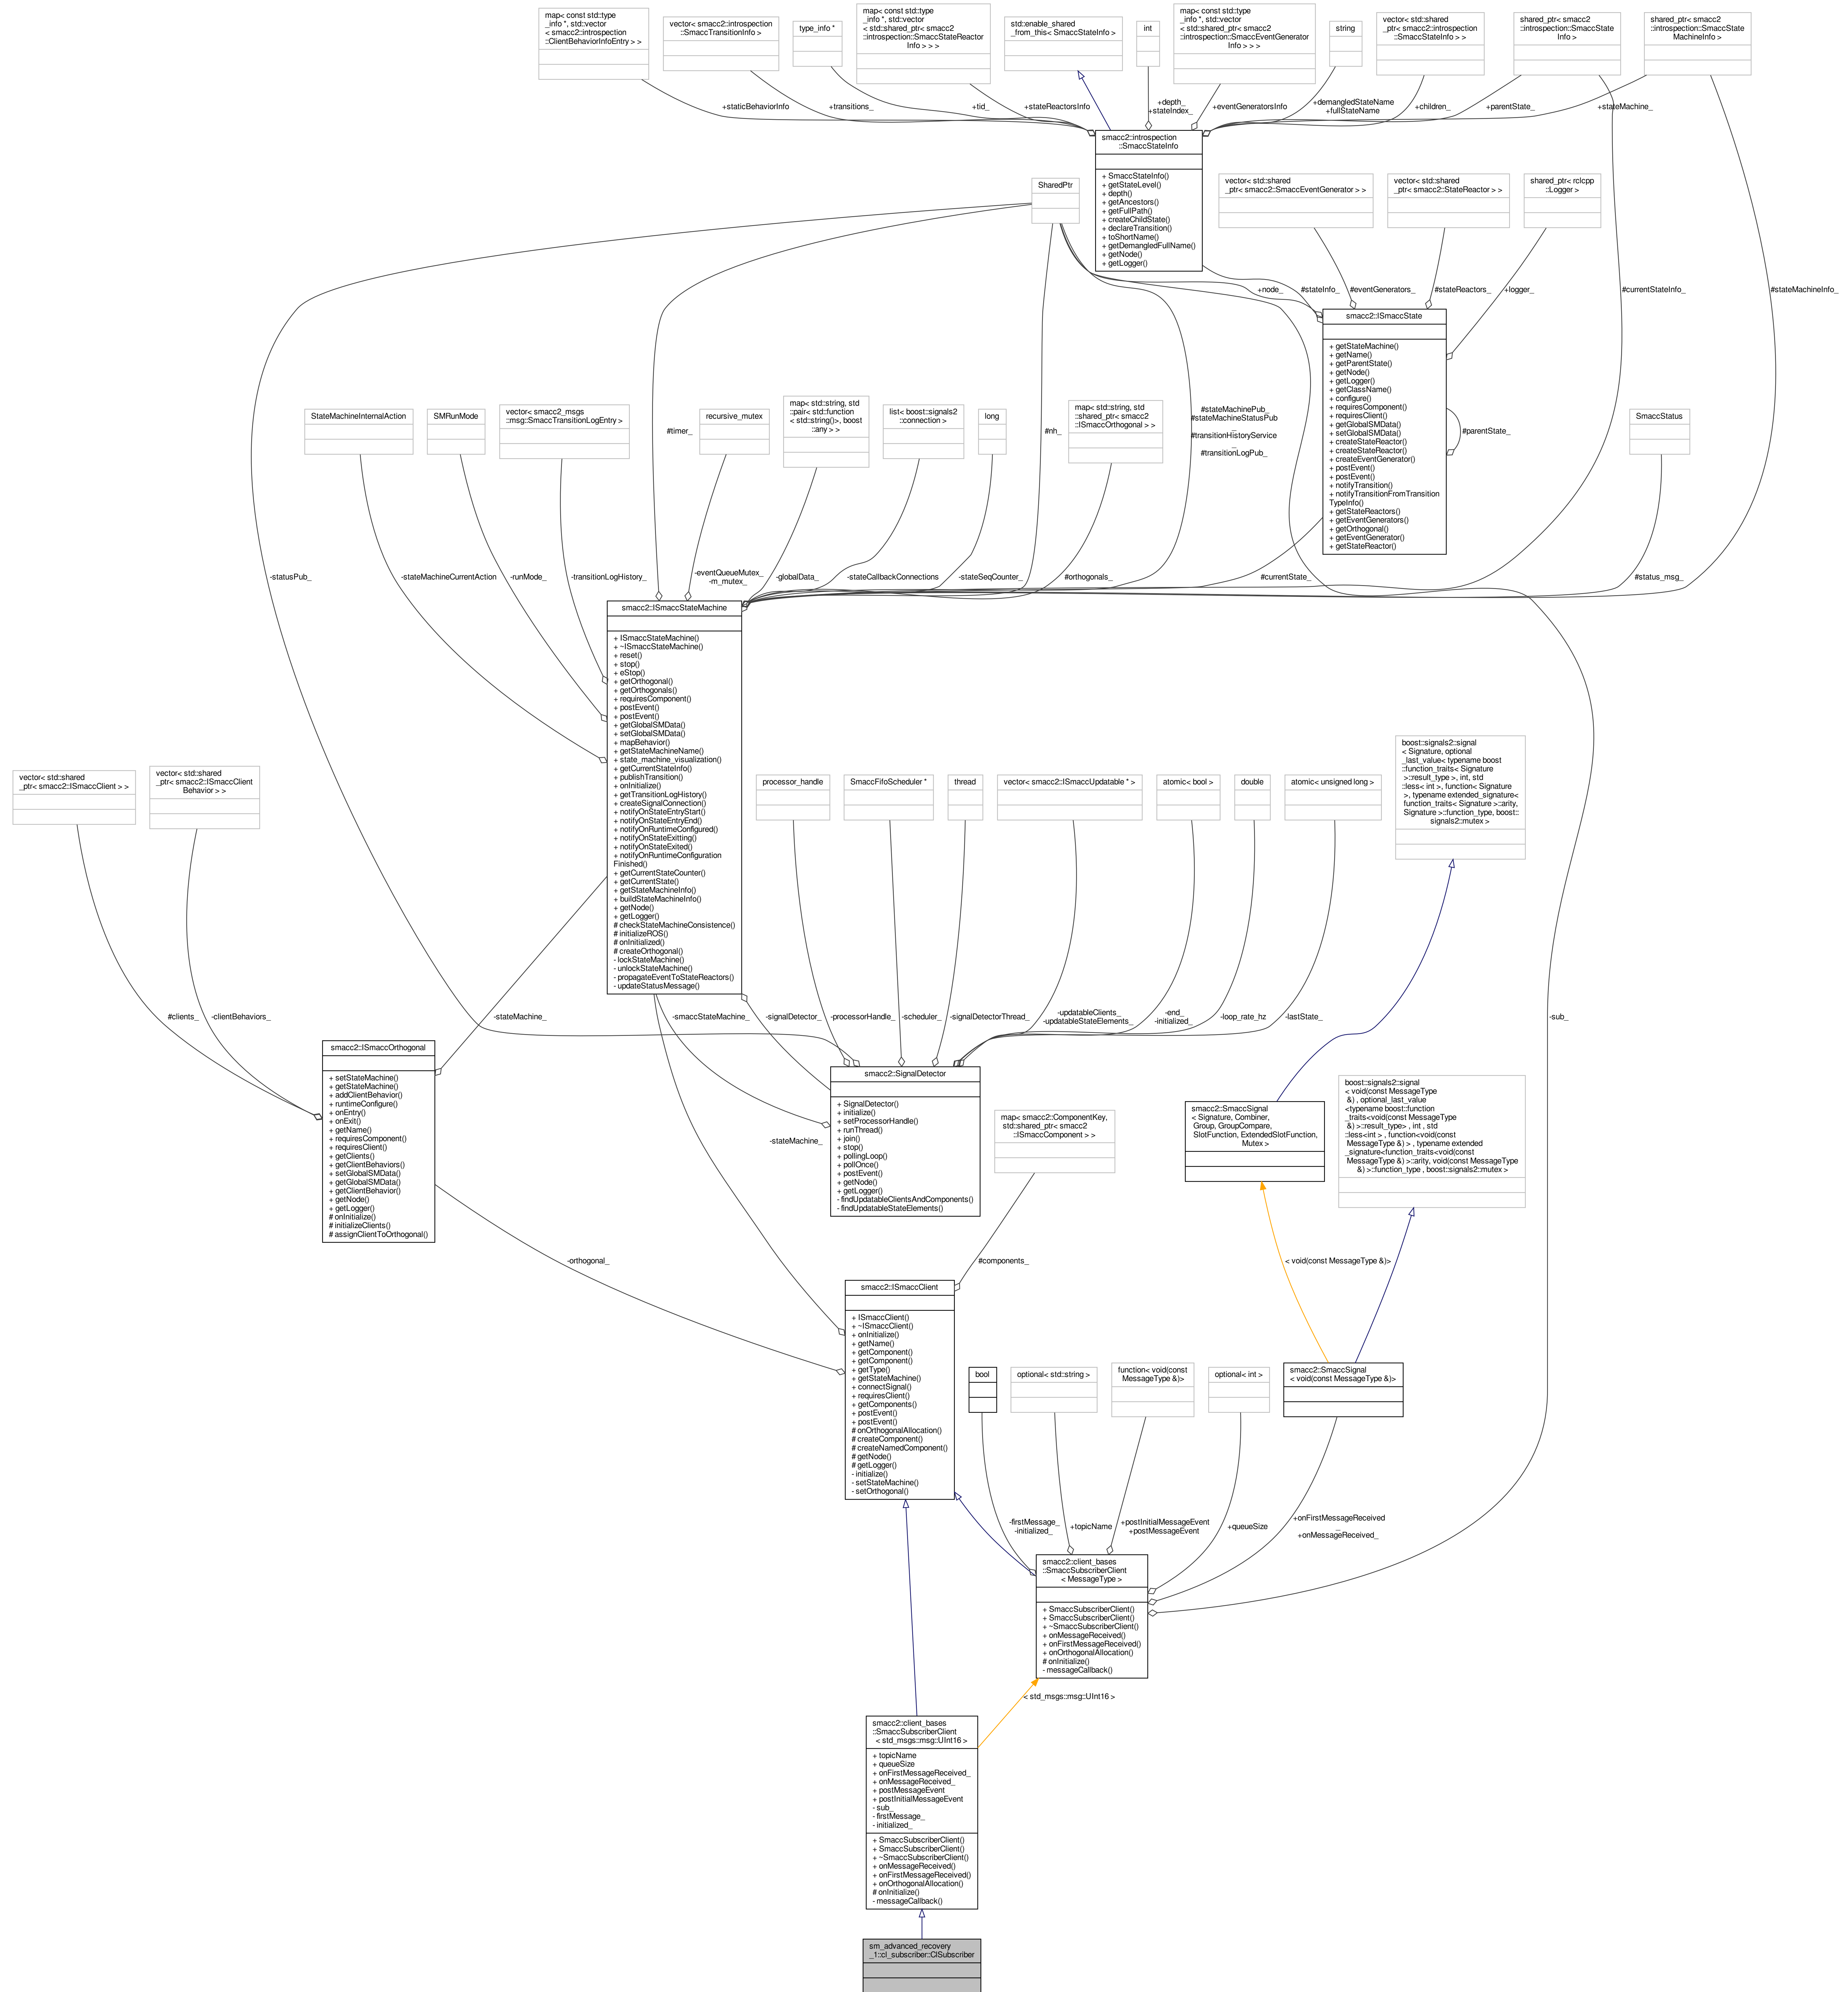 map< const std::type
_info *, std::vector
< smacc2::introspection
::ClientBehaviorInfoEntry > >
vector< smacc2::introspection
::SmaccTransitionInfo >
type_info *
map< const std::type
_info *, std::vector
< std::shared_ptr< smacc2
::introspection::SmaccStateReactor
Info > > >
std::enable_shared
_from_this< SmaccStateInfo >
int
map< const std::type
_info *, std::vector
< std::shared_ptr< smacc2
::introspection::SmaccEventGenerator
Info > > >
string
vector< std::shared
_ptr< smacc2::introspection
::SmaccStateInfo > >
shared_ptr< smacc2
::introspection::SmaccState
Info >
shared_ptr< smacc2
::introspection::SmaccState
MachineInfo >
+staticBehaviorInfo
+transitions_
+tid_
+stateReactorsInfo
+depth_
+stateIndex_
+eventGeneratorsInfo
+demangledStateName
+fullStateName
+children_
+parentState_
+stateMachine_
smacc2::introspection
::SmaccStateInfo
+ SmaccStateInfo()
+ getStateLevel()
+ depth()
+ getAncestors()
+ getFullPath()
+ createChildState()
+ declareTransition()
+ toShortName()
+ getDemangledFullName()
+ getNode()
+ getLogger()
SharedPtr
vector< std::shared
_ptr< smacc2::SmaccEventGenerator > >
vector< std::shared
_ptr< smacc2::StateReactor > >
shared_ptr< rclcpp
::Logger >
+node_
#stateInfo_
#eventGenerators_
#stateReactors_
+logger_
#currentStateInfo_
#stateMachineInfo_
smacc2::ISmaccState
+ getStateMachine()
+ getName()
+ getParentState()
+ getNode()
+ getLogger()
+ getClassName()
+ configure()
+ requiresComponent()
+ requiresClient()
+ getGlobalSMData()
+ setGlobalSMData()
+ createStateReactor()
+ createStateReactor()
+ createEventGenerator()
+ postEvent()
+ postEvent()
+ notifyTransition()
+ notifyTransitionFromTransition
TypeInfo()
+ getStateReactors()
+ getEventGenerators()
+ getOrthogonal()
+ getEventGenerator()
+ getStateReactor()
#parentState_
StateMachineInternalAction
SMRunMode
vector< smacc2_msgs
::msg::SmaccTransitionLogEntry >
#timer_
recursive_mutex
map< std::string, std
::pair< std::function
< std::string()>, boost
::any > >
list< boost::signals2
::connection >
long
#nh_
map< std::string, std
::shared_ptr< smacc2
::ISmaccOrthogonal > >
#stateMachinePub_
#stateMachineStatusPub
_
#transitionHistoryService
_
#transitionLogPub_
SmaccStatus
-statusPub_
-stateMachineCurrentAction
-runMode_
-transitionLogHistory_
-eventQueueMutex_
-m_mutex_
-globalData_
-stateCallbackConnections
-stateSeqCounter_
#orthogonals_
#currentState_
#status_msg_
smacc2::ISmaccStateMachine
+ ISmaccStateMachine()
+ ~ISmaccStateMachine()
+ reset()
+ stop()
+ eStop()
+ getOrthogonal()
+ getOrthogonals()
+ requiresComponent()
+ postEvent()
+ postEvent()
+ getGlobalSMData()
+ setGlobalSMData()
+ mapBehavior()
+ getStateMachineName()
+ state_machine_visualization()
+ getCurrentStateInfo()
+ publishTransition()
+ onInitialize()
+ getTransitionLogHistory()
+ createSignalConnection()
+ notifyOnStateEntryStart()
+ notifyOnStateEntryEnd()
+ notifyOnRuntimeConfigured()
+ notifyOnStateExitting()
+ notifyOnStateExited()
+ notifyOnRuntimeConfiguration
Finished()
+ getCurrentStateCounter()
+ getCurrentState()
+ getStateMachineInfo()
+ buildStateMachineInfo()
+ getNode()
+ getLogger()
# checkStateMachineConsistence()
# initializeROS()
# onInitialized()
# createOrthogonal()
- lockStateMachine()
- unlockStateMachine()
- propagateEventToStateReactors()
- updateStatusMessage()
vector< std::shared
_ptr< smacc2::ISmaccClient > >
vector< std::shared
_ptr< smacc2::ISmaccClient
Behavior > >
processor_handle
SmaccFifoScheduler *
thread
vector< smacc2::ISmaccUpdatable * >
atomic< bool >
double
atomic< unsigned long >
boost::signals2::signal
< Signature, optional
_last_value< typename boost
::function_traits< Signature
>::result_type >, int, std
::less< int >, function< Signature
>, typename extended_signature<
function_traits< Signature >::arity,
Signature >::function_type, boost::
signals2::mutex >
#clients_
-clientBehaviors_
-stateMachine_
-smaccStateMachine_
-signalDetector_
-processorHandle_
-scheduler_
-signalDetectorThread_
-updatableClients_
-updatableStateElements_
-end_
-initialized_
-loop_rate_hz
-lastState_
-sub_
smacc2::ISmaccOrthogonal
+ setStateMachine()
+ getStateMachine()
+ addClientBehavior()
+ runtimeConfigure()
+ onEntry()
+ onExit()
+ getName()
+ requiresComponent()
+ requiresClient()
+ getClients()
+ getClientBehaviors()
+ setGlobalSMData()
+ getGlobalSMData()
+ getClientBehavior()
+ getNode()
+ getLogger()
# onInitialize()
# initializeClients()
# assignClientToOrthogonal()
smacc2::SignalDetector
+ SignalDetector()
+ initialize()
+ setProcessorHandle()
+ runThread()
+ join()
+ stop()
+ pollingLoop()
+ pollOnce()
+ postEvent()
+ getNode()
+ getLogger()
- findUpdatableClientsAndComponents()
- findUpdatableStateElements()
-stateMachine_
map< smacc2::ComponentKey,
std::shared_ptr< smacc2
::ISmaccComponent > >
smacc2::SmaccSignal
< Signature, Combiner,
Group, GroupCompare,
SlotFunction, ExtendedSlotFunction,
Mutex >
boost::signals2::signal
< void(const MessageType
&) , optional_last_value
<typename boost::function
_traits<void(const MessageType
&) >::result_type> , int , std
::less<int > , function<void(const
MessageType &) > , typename extended
_signature<function_traits<void(const
MessageType &) >::arity, void(const MessageType
&) >::function_type , boost::signals2::mutex >
-orthogonal_
#components_
< void(const MessageType &)>
smacc2::ISmaccClient
+ ISmaccClient()
+ ~ISmaccClient()
+ onInitialize()
+ getName()
+ getComponent()
+ getComponent()
+ getType()
+ getStateMachine()
+ connectSignal()
+ requiresClient()
+ getComponents()
+ postEvent()
+ postEvent()
# onOrthogonalAllocation()
# createComponent()
# createNamedComponent()
# getNode()
# getLogger()
- initialize()
- setStateMachine()
- setOrthogonal()
bool
optional< std::string >
function< void(const
MessageType &)>
optional< int >
smacc2::SmaccSignal
< void(const MessageType &)>
-firstMessage_
-initialized_
+topicName
+postInitialMessageEvent
+postMessageEvent
+queueSize
+onFirstMessageReceived
_
+onMessageReceived_
smacc2::client_bases
::SmaccSubscriberClient
< MessageType >
+ SmaccSubscriberClient()
+ SmaccSubscriberClient()
+ ~SmaccSubscriberClient()
+ onMessageReceived()
+ onFirstMessageReceived()
+ onOrthogonalAllocation()
# onInitialize()
- messageCallback()
< std_msgs::msg::UInt16 >
smacc2::client_bases
::SmaccSubscriberClient
< std_msgs::msg::UInt16 >
+ topicName
+ queueSize
+ onFirstMessageReceived_
+ onMessageReceived_
+ postMessageEvent
+ postInitialMessageEvent
- sub_
- firstMessage_
- initialized_
+ SmaccSubscriberClient()
+ SmaccSubscriberClient()
+ ~SmaccSubscriberClient()
+ onMessageReceived()
+ onFirstMessageReceived()
+ onOrthogonalAllocation()
# onInitialize()
- messageCallback()
sm_advanced_recovery
_1::cl_subscriber::ClSubscriber